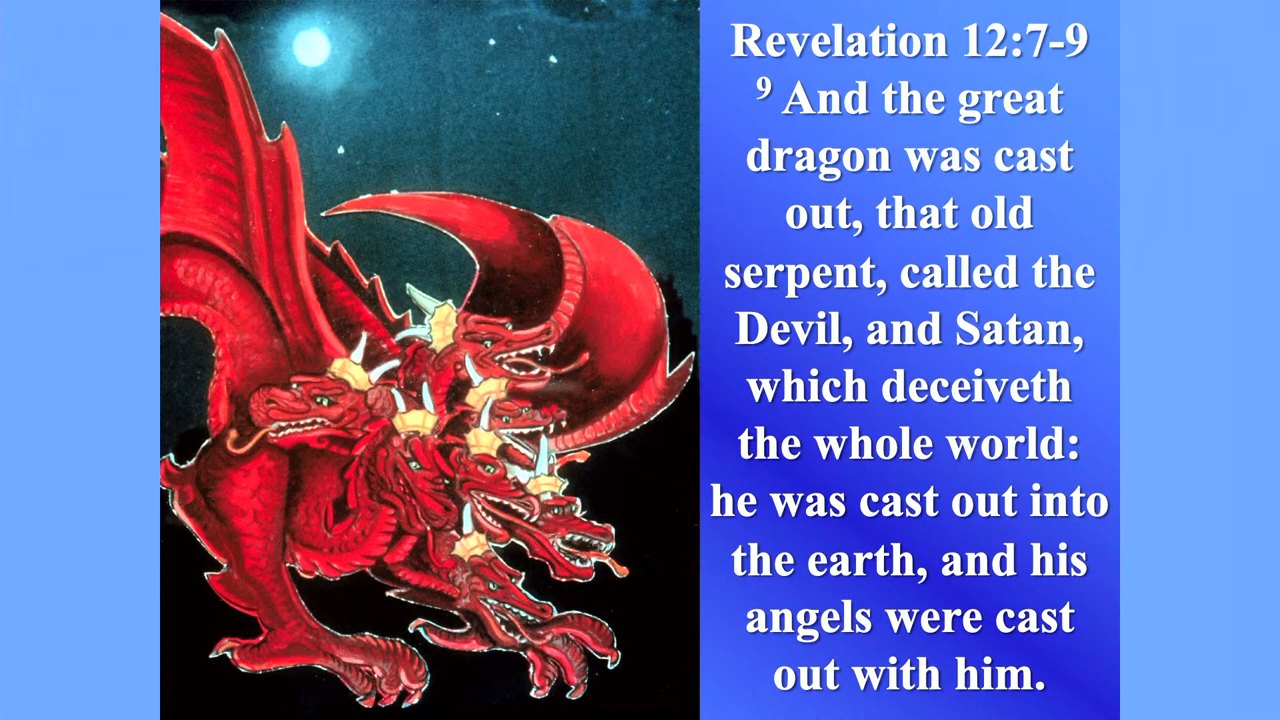 Revelation 12:7-9
⁹ And the great
dragon was cast
out, that old
serpent, called the
Devil, and Satan,
which deceiveth
the whole world:
he was cast out into
the earth, and his
angels were cast
out with him.